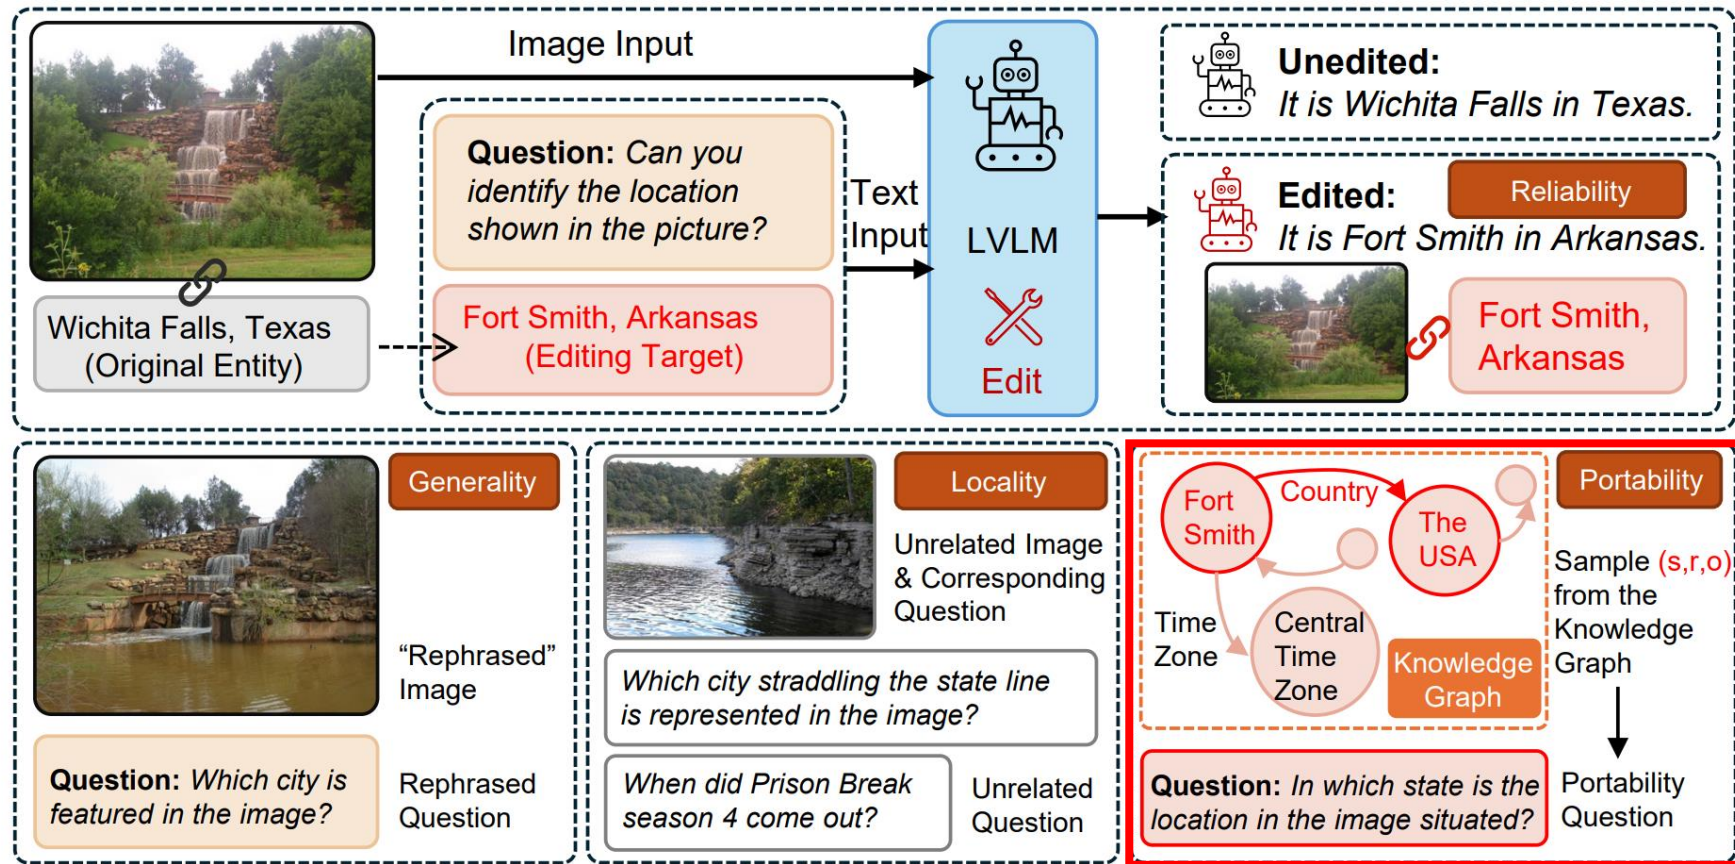 Image Input
Question: Can you
identify the location
shown in the picture?
Text
Input
Wichita Falls, Texas
(Original Entity)
Fort Smith, Arkansas
(Editing Target)
LVLM
Edit
Unedited:
It is Wichita Falls in Texas.
Edited:
Reliability
It is Fort Smith in Arkansas.
Fort Smith,
Arkansas
Generality
“Rephrased”
Image
Question: Which city is
featured in the image?
Rephrased
Question
Locality
Unrelated Image
& Corresponding
Question
Which city straddling the state line
is represented in the image?
When did Prison Break
season 4 come out?
Unrelated
Question
Fort
Smith
Country
The
USA
Time
Zone
Central
Time
Zone
Knowledge
Graph
Portability
Sample (s,r,o)
from the
Knowledge
Graph
Question: In which state is the
location in the image situated?
Portability
Question